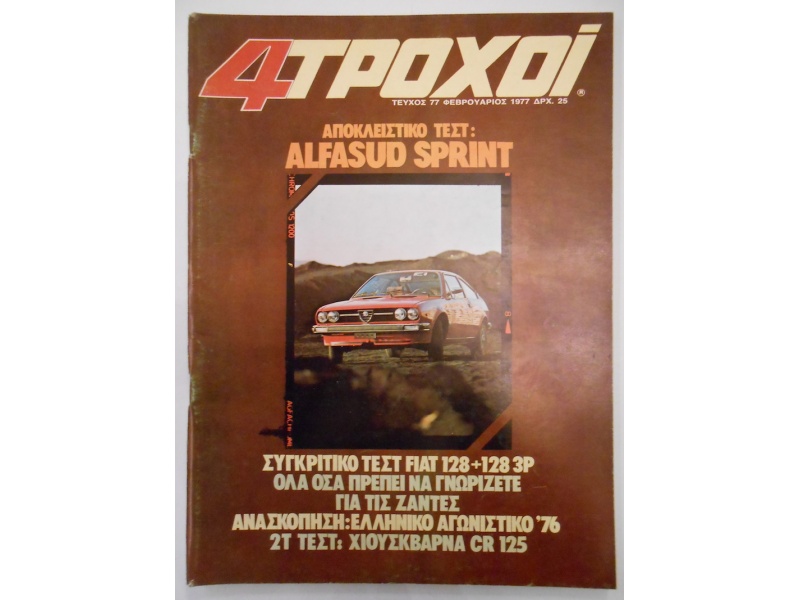 4ΤΡΟΧΟί
®
ΤΕΥΧΟΣ 77 ΦΕΒΡΟΥΑΡΙΟΣ 1977 ΔΡΧ. 25
ΑΠΟΚΛΕΙΣΤΙΚΟ ΤΕΣΤ:
ALFASUD SPRINT
ΣΥΓΚΡΙΤΙΚΟ ΤΕΣΤ FIAT 128+128 3P
ΟΛΑ ΟΣΑ ΠΡΕΠΕΙ ΝΑ ΓΝΩΡΙΖΕΤΕ
ΓΙΑ ΤΙΣ ΖΑΝΤΕΣ
ΑΝΑΣΚΟΠΗΣΗ:ΕΛΛΗΝΙΚΟ ΑΓΩΝΙΣΤΙΚΟ '76
2Τ ΤΕΣΤ: ΧΙΟΥΣΚΒΑΡΝΑ CR 125